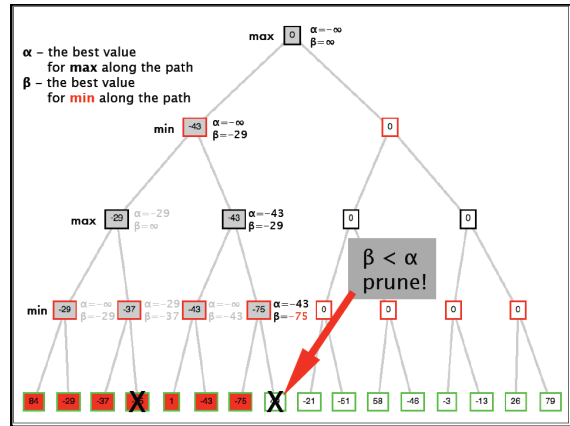 max 0 α=-∞
β=∞
α – the best value
for max along the path
β – the best value
for min along the path
min -43 α=-∞
β=-29
0
max -29 α=-29
β=∞
-43 α=-43
β=-29
0 0
β < α
prune!
min -29 α=-∞
β=-29
-37 α=-29
β=-37
-43 α=-∞
β=-43
-75 α=-43
β=-75
0 0 0 0
84 -29 -37 X 1 -43 -75 X -21 -51 58 -46 -3 -13 26 79